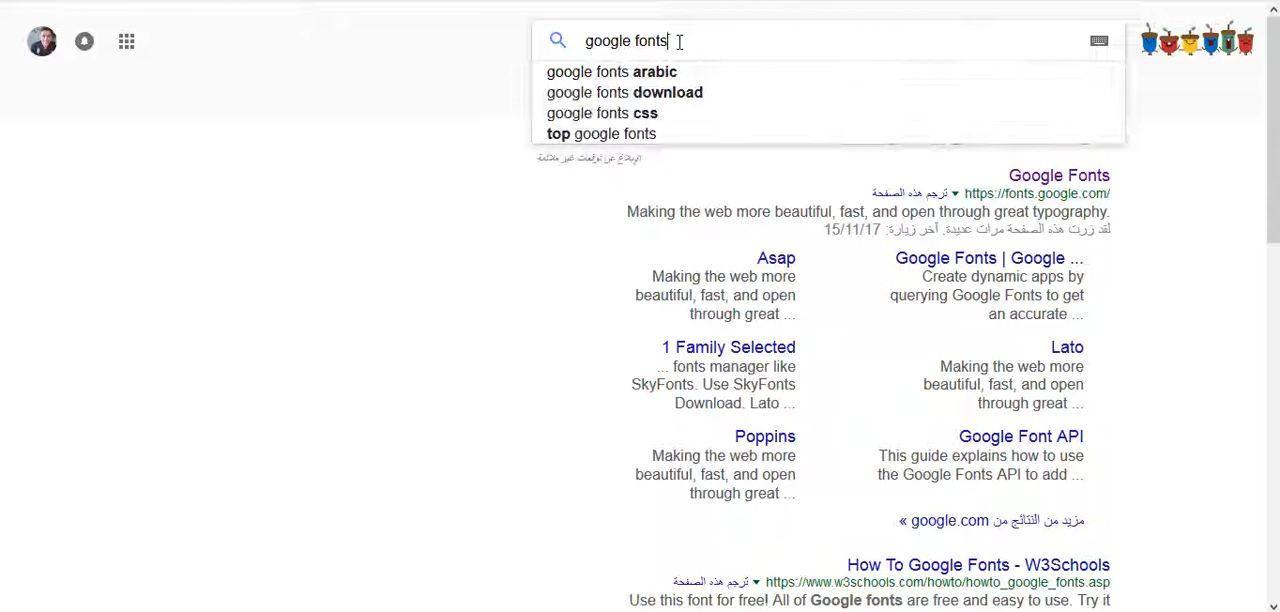 google fonts
google fonts arabic
google fonts download
google fonts css
top google fonts
الإبلاغ عن توقعات غير ملائمة
Google Fonts
https://fonts.google.com/ ▼ ترجم هذه الصفحة
Making the web more beautiful, fast, and open through great typography.
لقد زرت هذه الصفحة مرات عديدة. آخر زيارة: 15/11/17
Google Fonts | Google ...
Create dynamic apps by
querying Google Fonts to get
an accurate ...
Asap
Making the web more
beautiful, fast, and open
through great ...
Lato
Making the web more
beautiful, fast, and open
through great ...
1 Family Selected
... fonts manager like
SkyFonts. Use SkyFonts
Download. Lato ...
Google Font API
This guide explains how to use
the Google Fonts API to add ...
Poppins
Making the web more
beautiful, fast, and open
through great ...
مزيد من النتائج من google.com »
How To Google Fonts - W3Schools
https://www.w3schools.com/howto/howto_google_fonts.asp ▼ ترجم هذه الصفحة
Use this font for free! All of Google fonts are free and easy to use. Try it